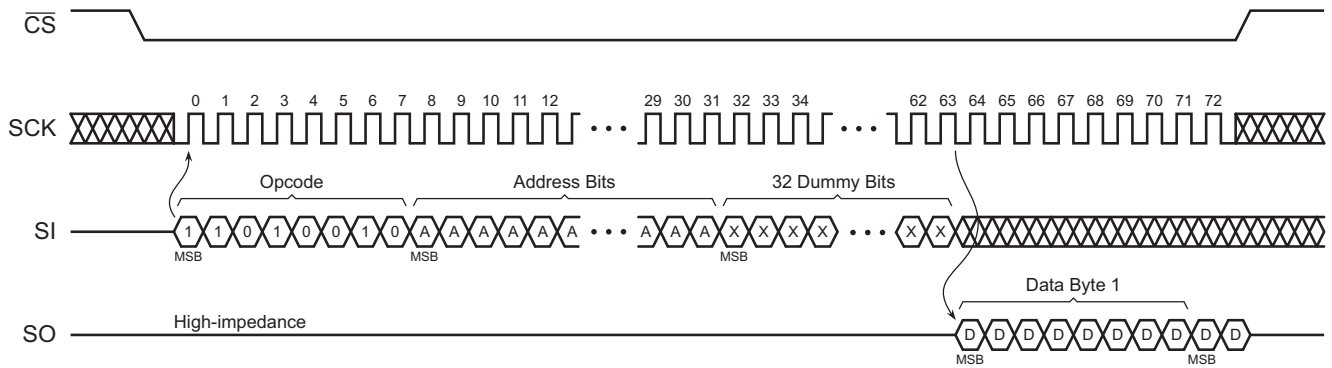 CS
0 1 2 3 4 5 6 7 8 9 10 11 12 29 30 31 32 33 34 62 63 64 65 66 67 68 69 70 71 72
SCK
Opcode Address Bits 32 Dummy Bits
SI 1 1 0 1 0 0 1 0 A A A A A A A A A X X X X X X
MSB MSB MSB
Data Byte 1
High-impedance
SO D D D D D D D D D D
MSB MSB